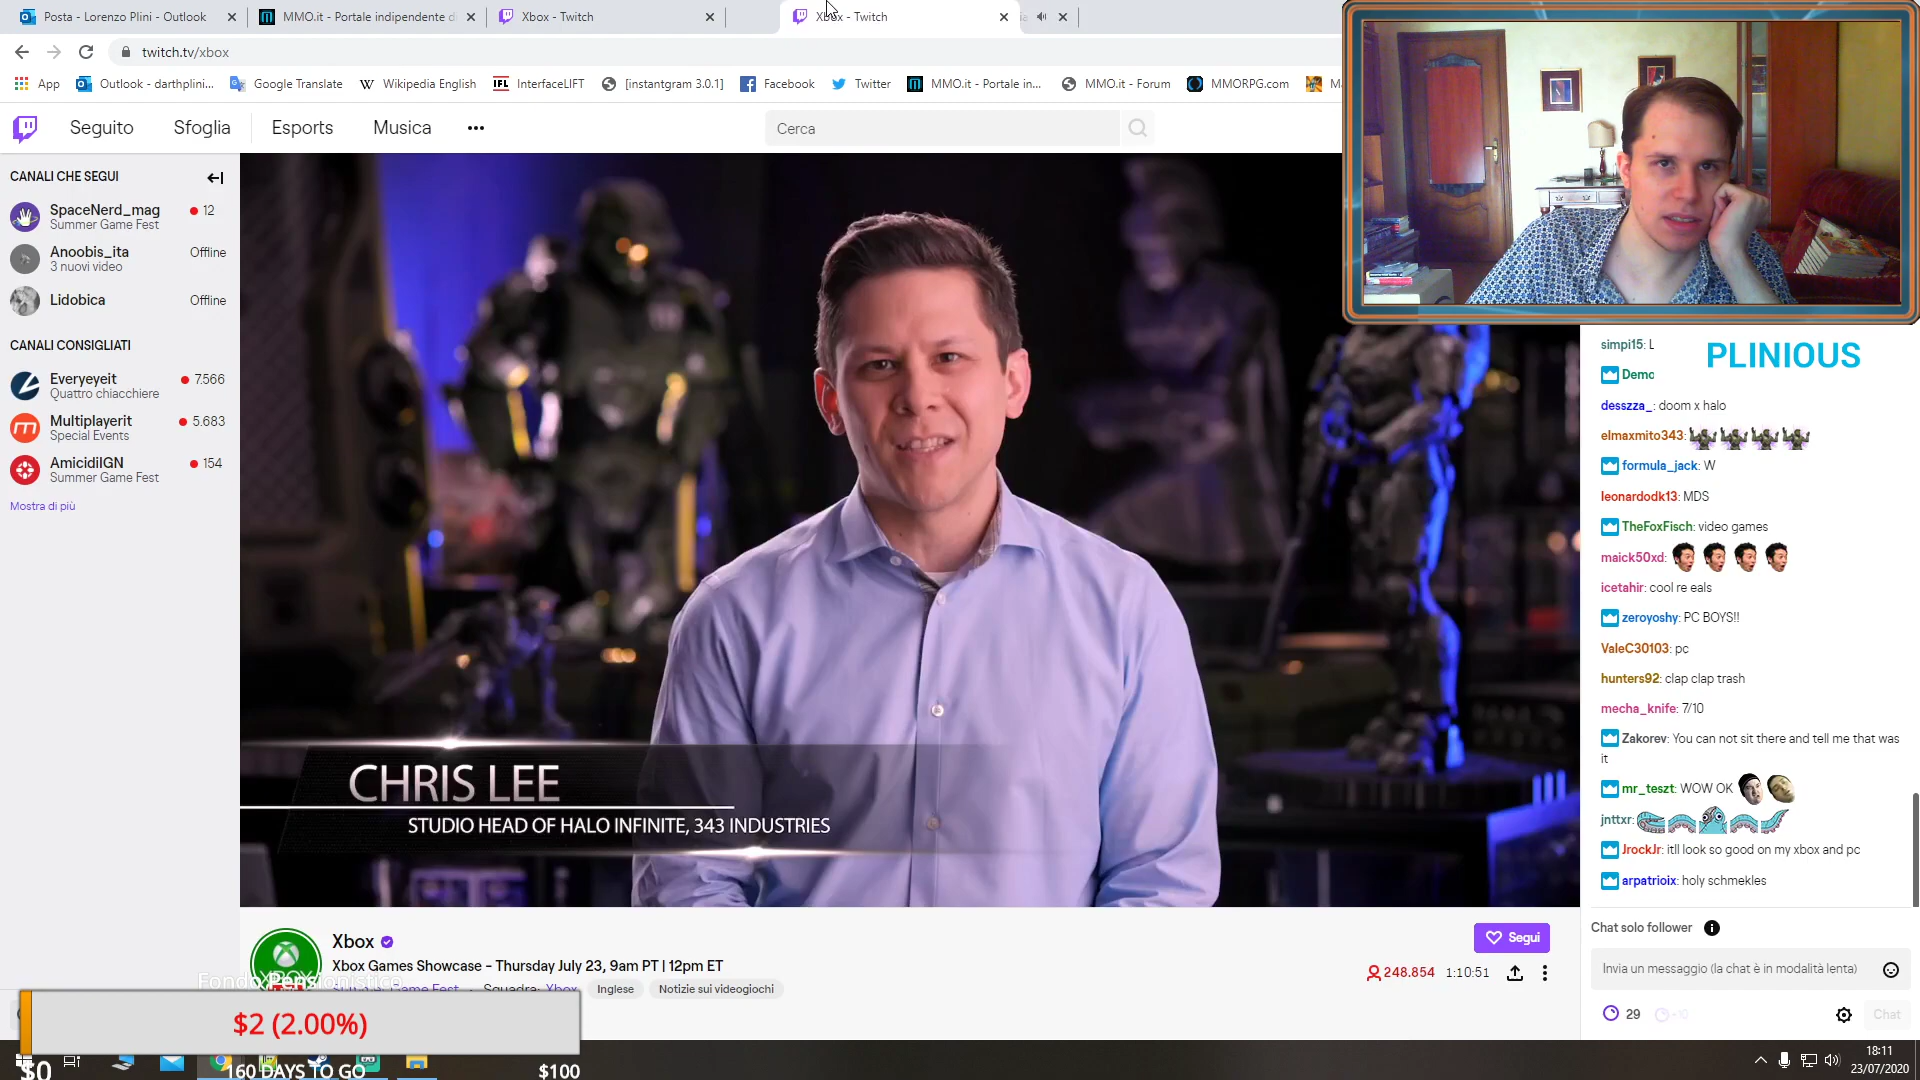 Posta - Lorenzo Plini - Outlook
MMO.it - Portale indipendente d
Xbox - Twitch
Xbox - Twitch
twitch.tv/xbox
App
Outlook - darthplini...
Google Translate
Wikipedia English
InterfaceLIFT
[instantgram 3.0.1]
Facebook
Twitter
MMO.it - Portale in...
MMO.it - Forum
MMORPG.com
Seguito
Sfoglia
Esports
Musica
Cerca
CANALI CHE SEGUI
SpaceNerd_mag
12
Summer Game Fest
Anoobis_ita
Offline
3 nuovi video
Lidobica
Offline
CANALI CONSIGLIATI
Everyeyeit
7.566
Quattro chiacchiere
Multiplayerit
5.683
Special Events
AmicidiIGN
154
Summer Game Fest
Mostra di più
CHRIS LEE
STUDIO HEAD OF HALO INFINITE, 343 INDUSTRIES
PLINIOUS
simpi15: L
Demo
desszza_: doom x halo
elmaxmito343:
formula_jack: W
leonardodk13: MDS
TheFoxFisch: video games
maick50xd:
icetahir: cool re eals
zeroyoshy: PC BOYS!!
ValeC30103: pc
hunters92: clap clap trash
mecha_knife: 7/10
Zakorev: You can not sit there and tell me that was
it
mr_teszt: WOW OK
jnttxr:
JrockJr: itll look so good on my xbox and pc
arpatrioix: holy schmekles
Chat solo follower
Invia un messaggio (la chat è in modalità lenta)
29
Chat
Xbox
Xbox Games Showcase - Thursday July 23, 9am PT | 12pm ET
Segui
248.854
1:10:51
Game Fest
Squadra: Xbox
Inglese
Notizie sui videogiochi
Fondo Pensionistico
$2 (2.00%)
$0
160 DAYS TO GO
$100
18:11
23/07/2020